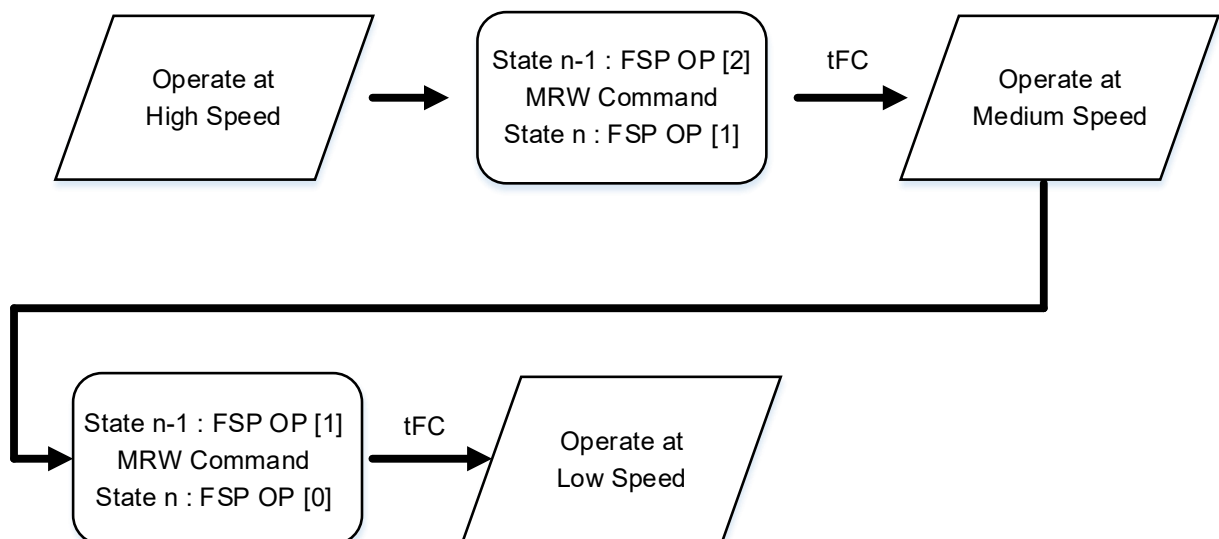 Operate at
High Speed
State n-1 : FSP OP [2]
MRW Command
State n : FSP OP [1]
tFC
Operate at
Medium Speed
State n-1 : FSP OP [1]
MRW Command
State n : FSP OP [0]
tFC
Operate at
Low Speed